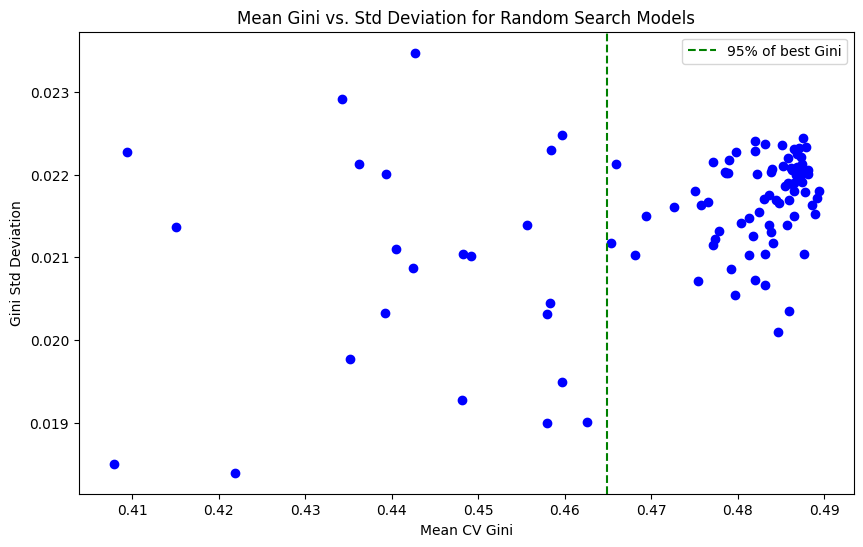 Mean Gini vs. Std Deviation for Random Search Models
95% of best Gini
Gini Std Deviation
0.023
0.022
0.021
0.020
0.019
0.41 0.42 0.43 0.44 0.45 0.46 0.47 0.48 0.49
Mean CV Gini